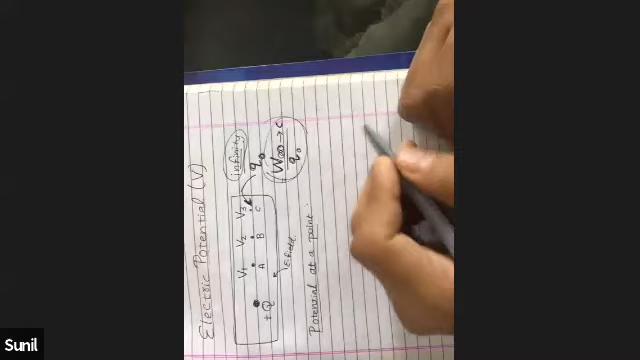 Electric Potential (V)
infinity
q₀
V₁ V₂ V₃
+Q A B C
E field.
W∞→c
q₀
Potential at a point.
Sunil